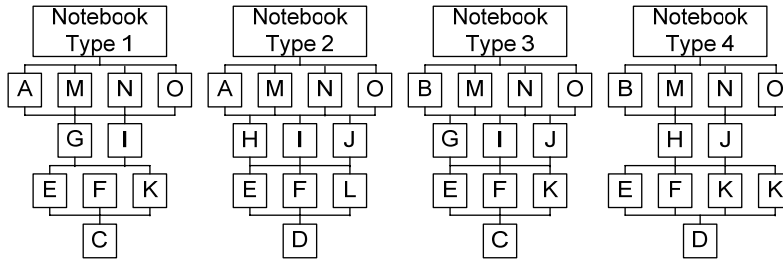 Notebook Type 1
Notebook Type 2
Notebook Type 3
Notebook Type 4
A M N O
A M N O
B M N O
B M N O
G I
H I J
G I J
H J
E F K
E F L
E F K
E F K K
C
D
C
D